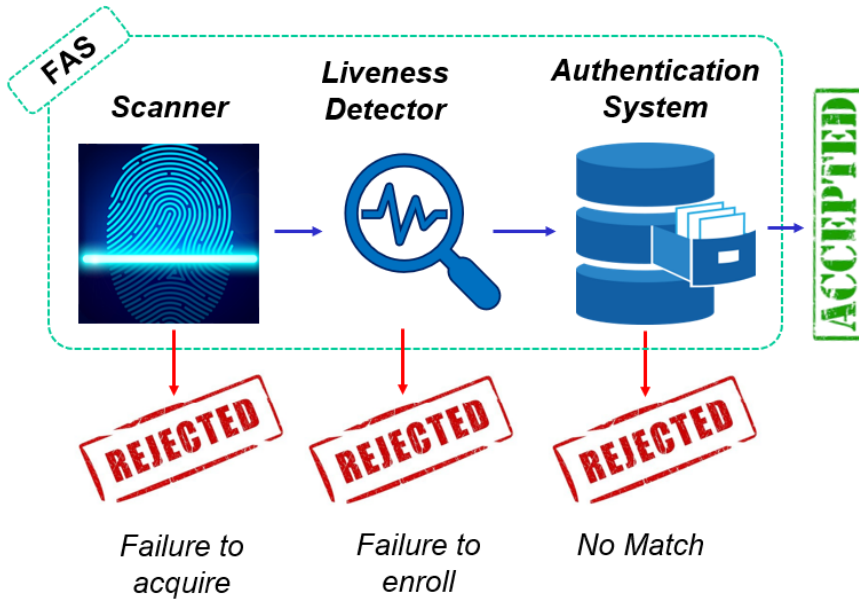 FAS
Scanner
Liveness
Detector
Authentication
System
ACCEPTED
REJECTED
REJECTED
REJECTED
Failure to
acquire
Failure to
enroll
No Match